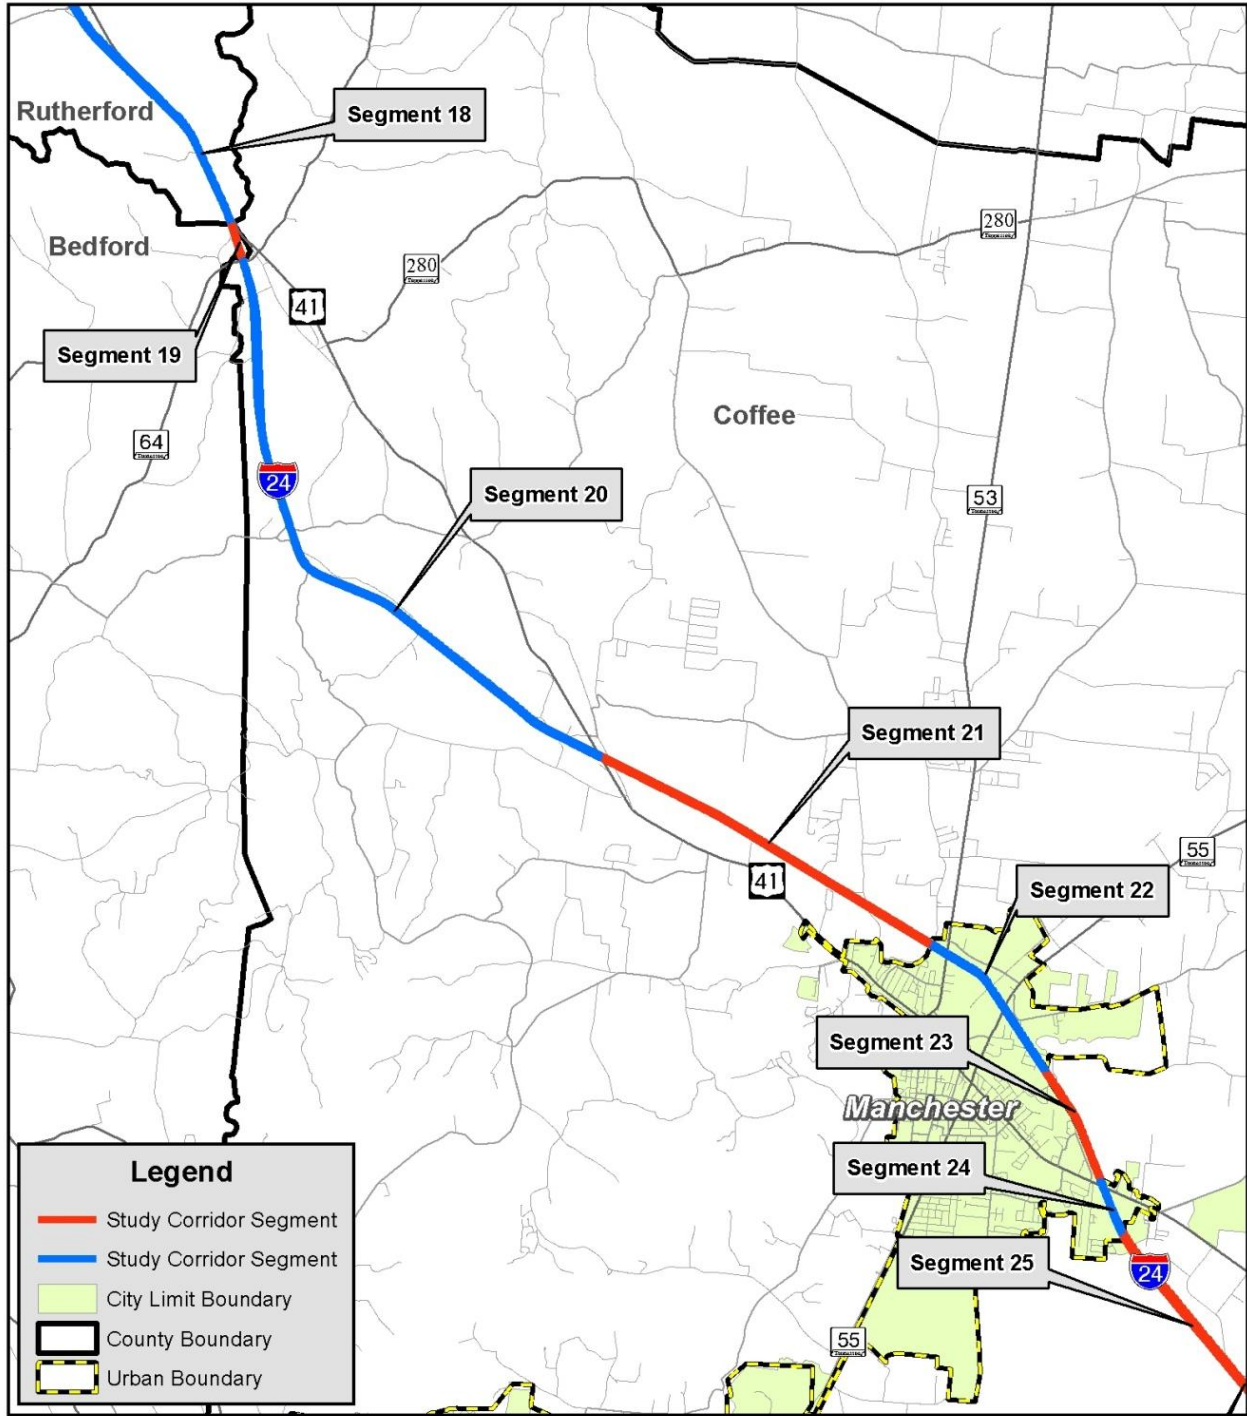 Segment 18
Rutherford
280
Bedford
280
41
Segment 19
Coffee
64
24
Segment 20
53
Segment 21
55
41
Segment 22
Segment 23
Manchester
Segment 24
Segment 25
24
55
Legend
Study Corridor Segment
Study Corridor Segment
City Limit Boundary
County Boundary
Urban Boundary